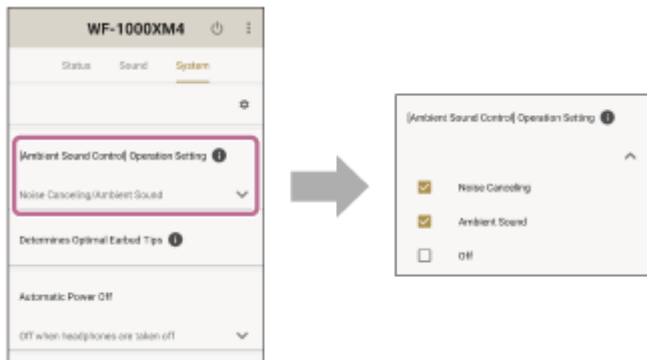 WF-1000XM4
Status Sound System
[Ambient Sound Control] Operation Setting
Noise Canceling/Ambient Sound
Determines Optimal Earbud Tips
Automatic Power Off
Off when headphones are taken off
[Ambient Sound Control] Operation Setting
Noise Canceling
Ambient Sound
Off